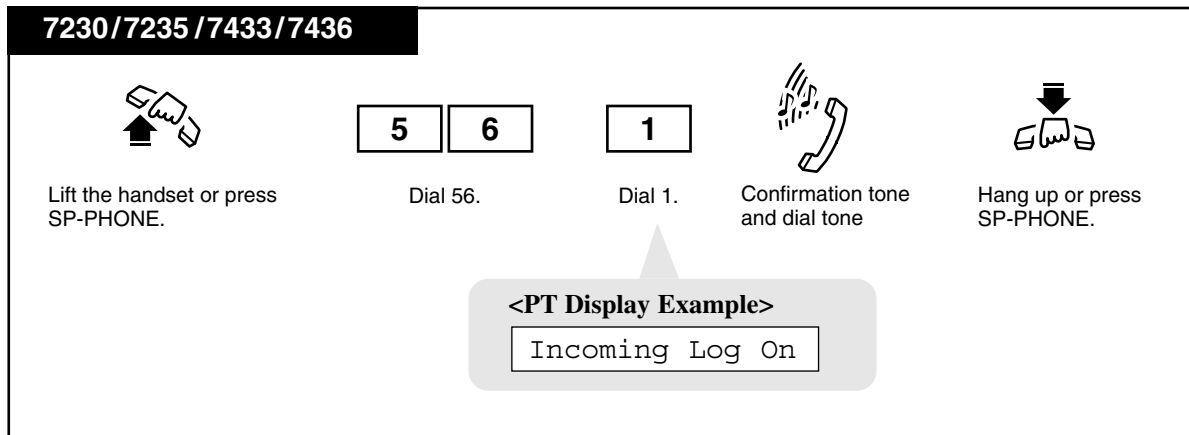 7230/7235/7433/7436
5 6 1
Lift the handset or press
SP-PHONE.
Dial 56.
Dial 1.
Confirmation tone
and dial tone
Hang up or press
SP-PHONE.
<PT Display Example>
Incoming Log On